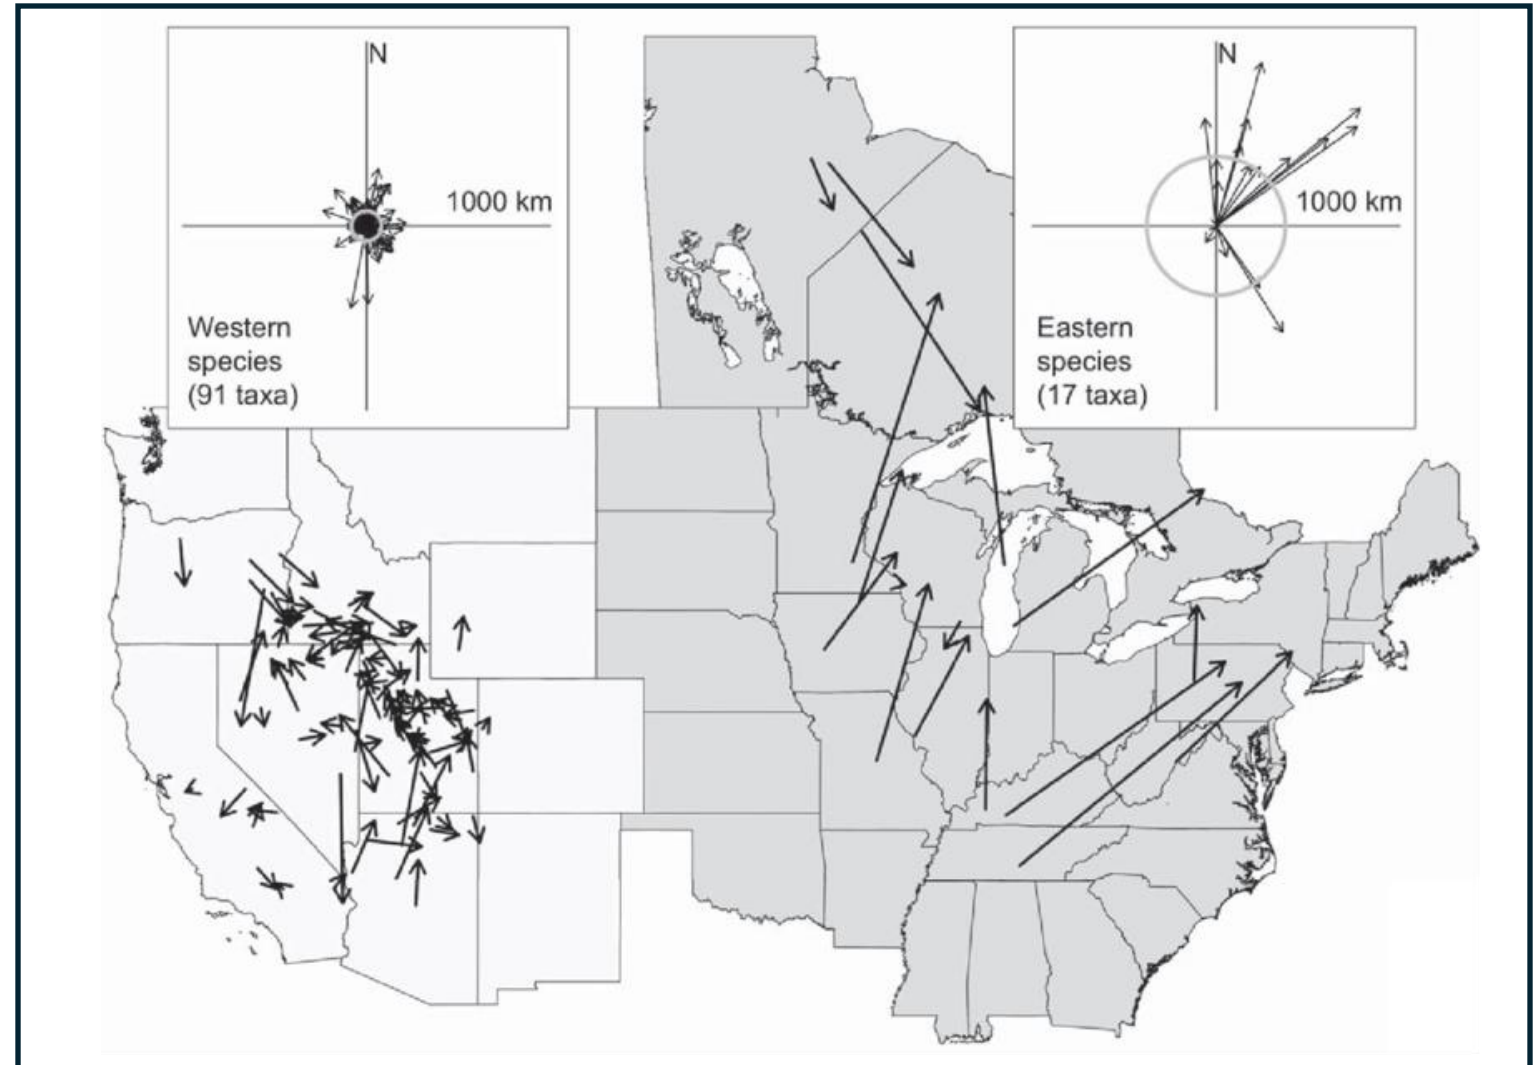 N
1000 km
Western
species
(91 taxa)
N
1000 km
Eastern
species
(17 taxa)